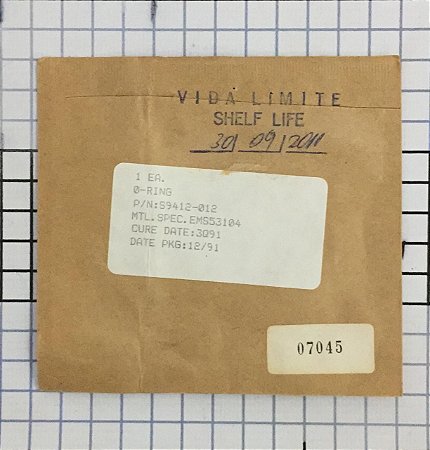 VIDA LIMITE
SHELF LIFE
30/09/2011
1 EA.
O-RING
P/N:S9412-012
MTL.SPEC.EMS53104
CURE DATE:3Q91
DATE PKG:12/91
07045